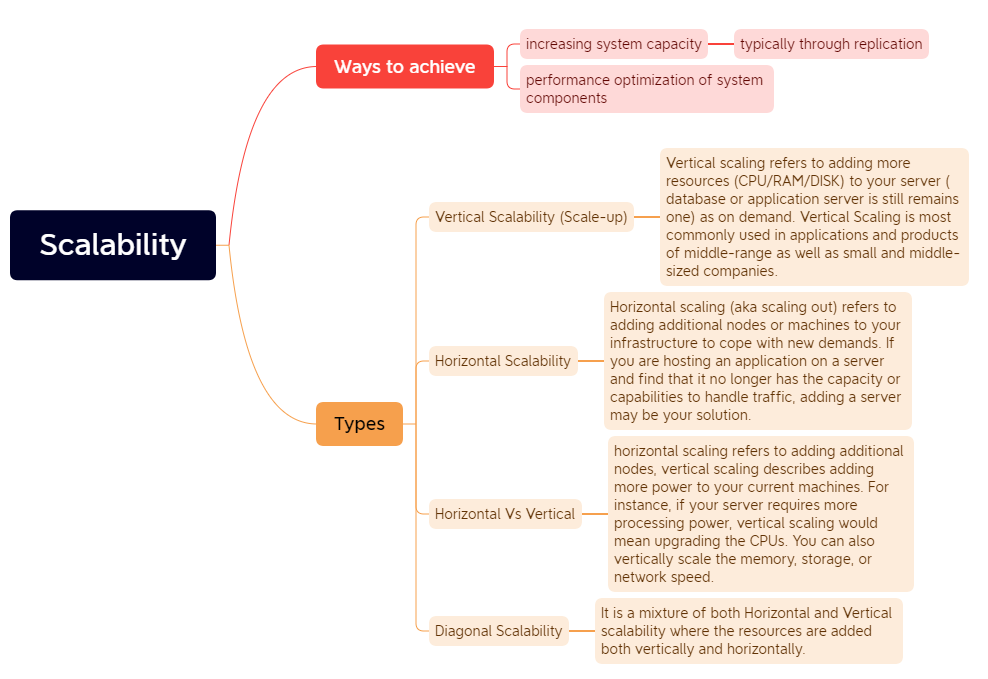 Scalability
Ways to achieve
increasing system capacity
typically through replication
performance optimization of system
components
Types
Vertical Scalability (Scale-up)
Vertical scaling refers to adding more
resources (CPU/RAM/DISK) to your server (
database or application server is still remains
one) as on demand. Vertical Scaling is most
commonly used in applications and products
of middle-range as well as small and middle-
sized companies.
Horizontal Scalability
Horizontal scaling (aka scaling out) refers to
adding additional nodes or machines to your
infrastructure to cope with new demands. If
you are hosting an application on a server
and find that it no longer has the capacity or
capabilities to handle traffic, adding a server
may be your solution.
Horizontal Vs Vertical
horizontal scaling refers to adding additional
nodes, vertical scaling describes adding
more power to your current machines. For
instance, if your server requires more
processing power, vertical scaling would
mean upgrading the CPUs. You can also
vertically scale the memory, storage, or
network speed.
Diagonal Scalability
It is a mixture of both Horizontal and Vertical
scalability where the resources are added
both vertically and horizontally.